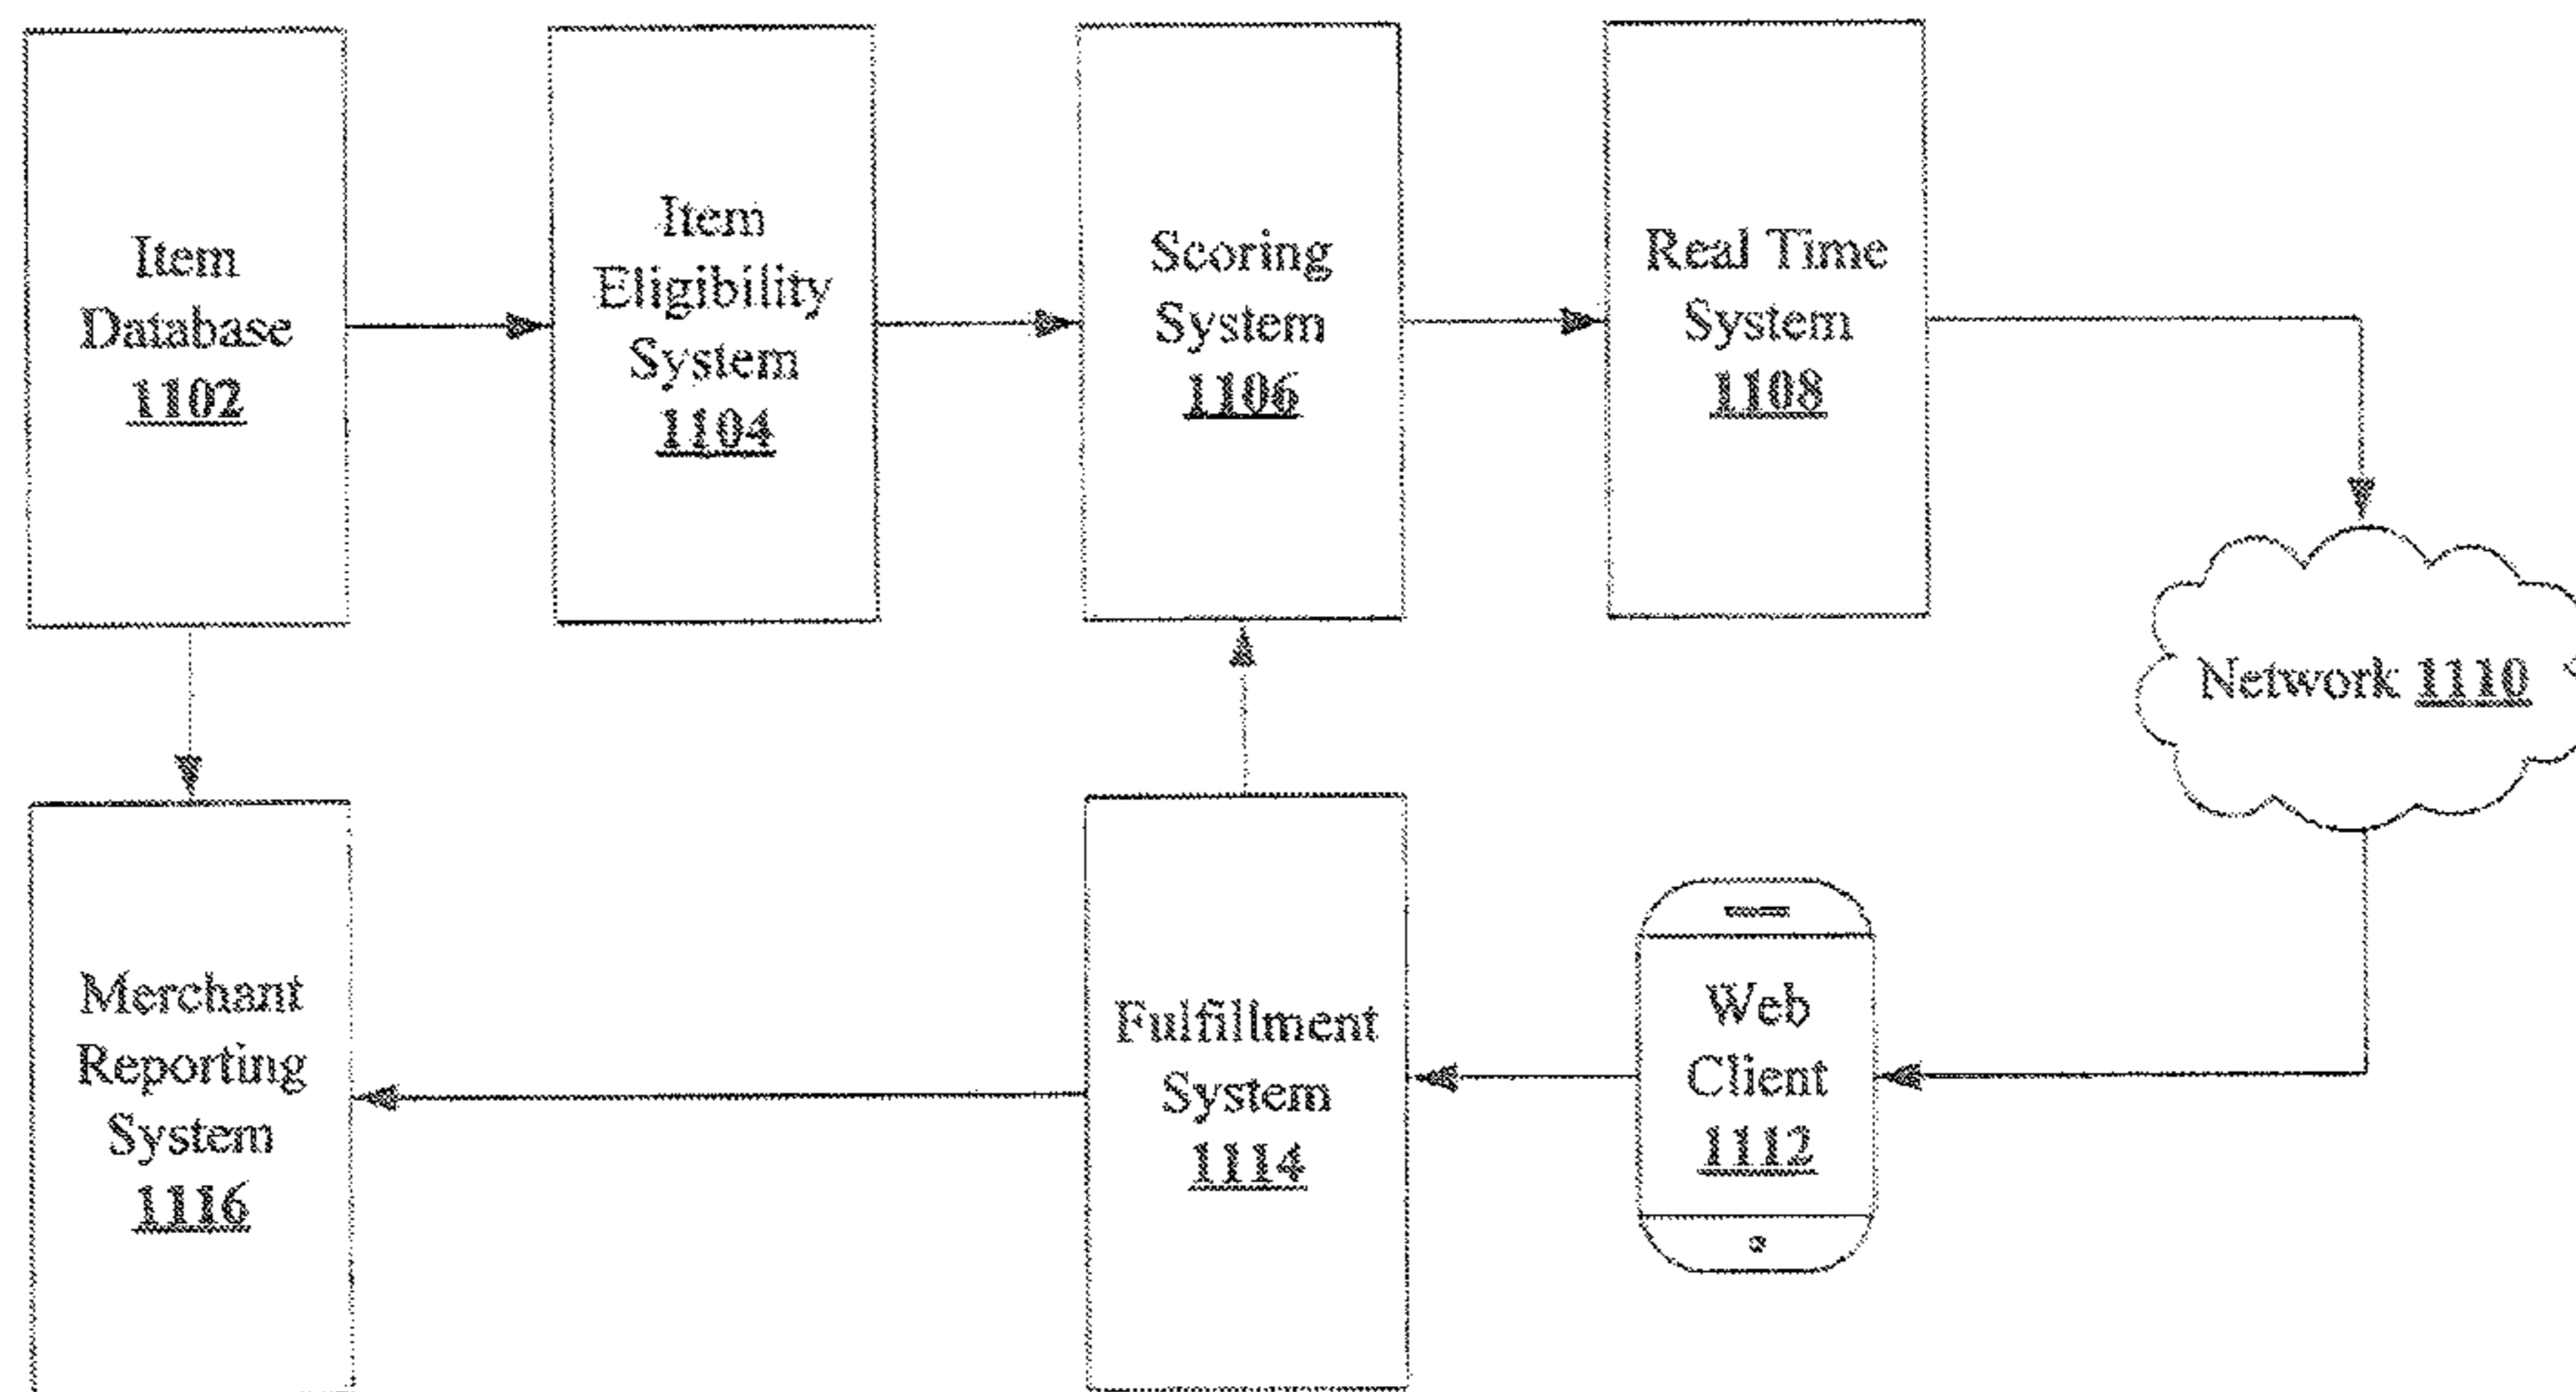 Item
Database
1102
Item
Eligibility
System
1104
Scoring
System
1106
Real Time
System
1108
Network 1110
Merchant
Reporting
System
1116
Fulfillment
System
1114
Web
Client
1112